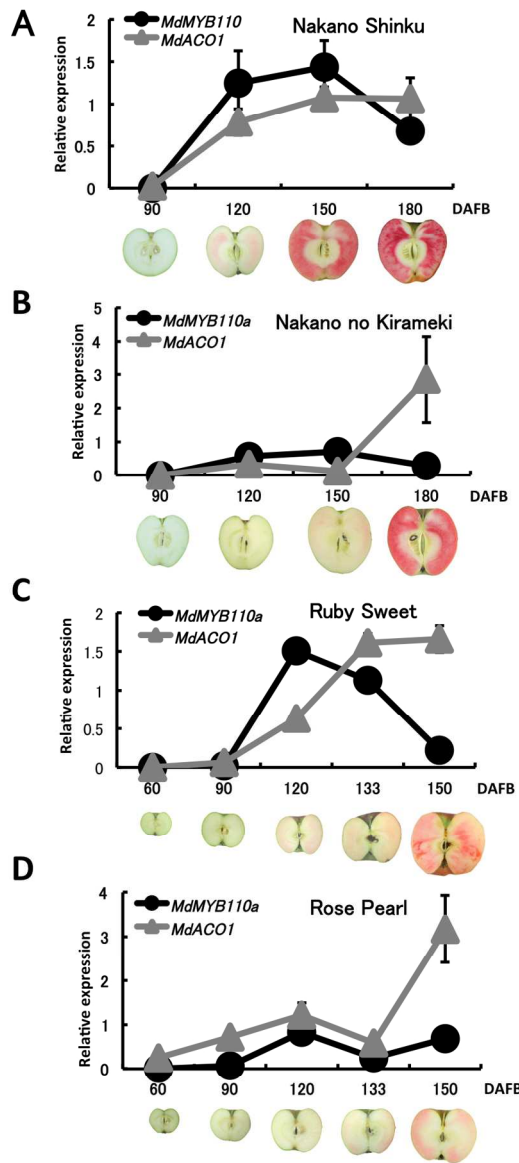 A
MdMYB110
MdACO1
Nakano Shinku
Relative expression
2
1.5
1
0.5
0
90
120
150
180
DAFB
B
MdMYB110a
MdACO1
Nakano no Kirameki
Relative expression
5
4
3
2
1
0
90
120
150
180
DAFB
C
MdMYB110a
MdACO1
Ruby Sweet
Relative expression
2
1.5
1
0.5
0
60
90
120
133
150
DAFB
D
MdMYB110a
MdACO1
Rose Pearl
Relative expression
4
3
2
1
0
60
90
120
133
150
DAFB